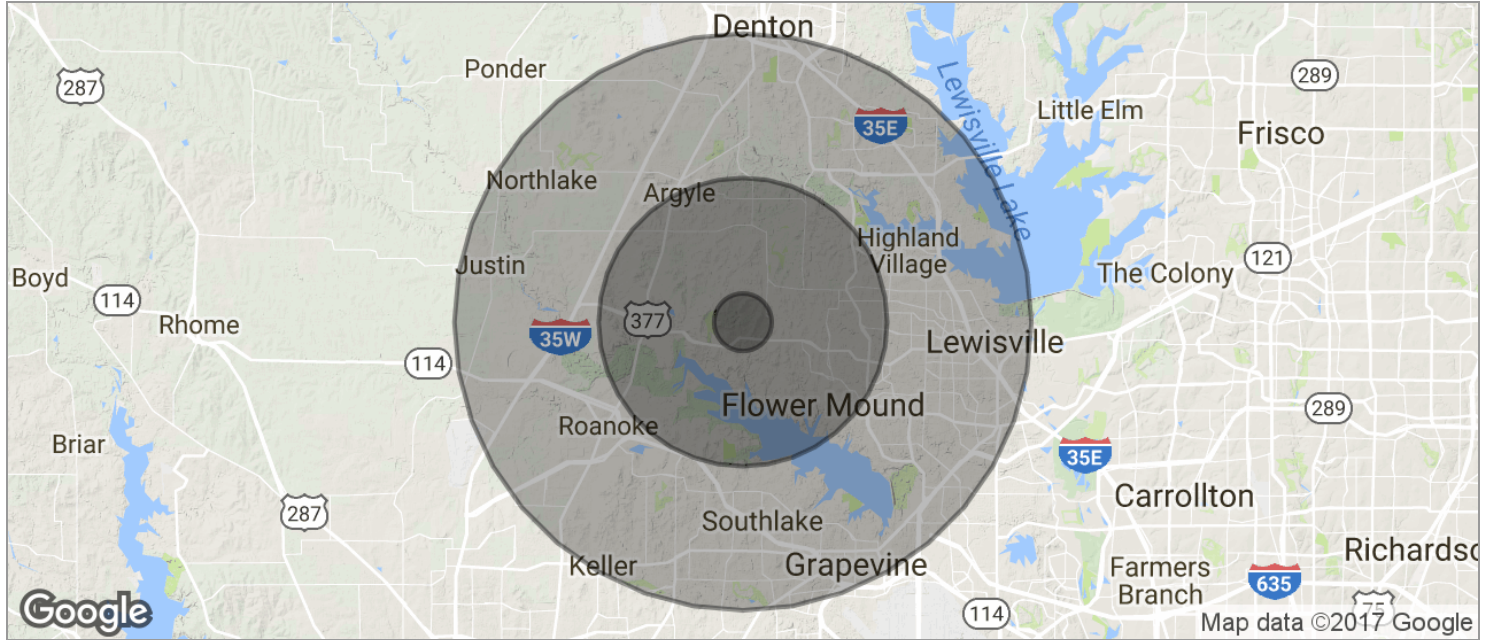 Denton
Ponder
287
289
Little Elm
35E
Frisco
Lewisville Lake
Northlake
Argyle
Highland
Village
Justin
121
Boyd
The Colony
114
Rhome
377
35W
Lewisville
114
Flower Mound
289
Roanoke
Briar
35E
Carrollton
287
Southlake
Richardso
Keller
Grapevine
Farmers
Branch
635
75
114
Google
Map data ©2017 Google